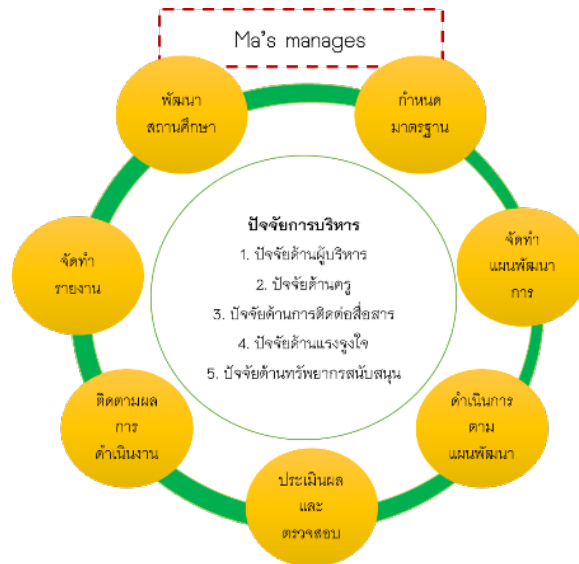 Ma's manages
พัฒนา
สถานศึกษา
กำหนด
มาตรฐาน
จัดทำ
แผนพัฒนา
การ
ดำเนินการ
ตาม
แผนพัฒนา
ประเมินผล
และ
ตรวจสอบ
ติดตามผล
การ
ดำเนินงาน
จัดทำ
รายงาน
ปัจจัยการบริหาร
1. ปัจจัยด้านผู้บริหาร
2. ปัจจัยด้านครู
3. ปัจจัยด้านการติดต่อสื่อสาร
4. ปัจจัยด้านแรงจูงใจ
5. ปัจจัยด้านทรัพยากรสนับสนุน